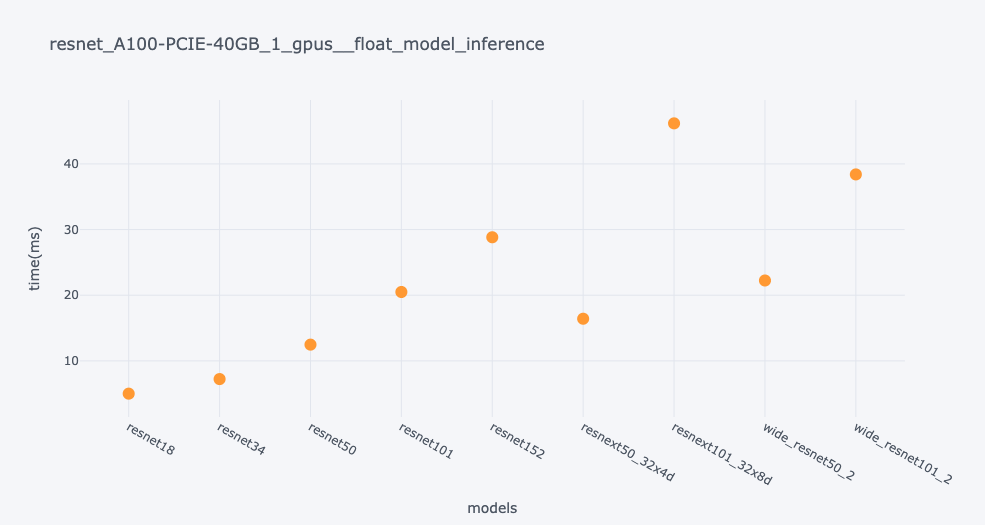 resnet_A100-PCIE-40GB_1_gpus__float_model_inference
time(ms)
40
30
20
10
resnet18
resnet34
resnet50
resnet101
resnet152
resnext50_32x4d
resnext101_32x8d
wide_resnet50_2
wide_resnet101_2
models